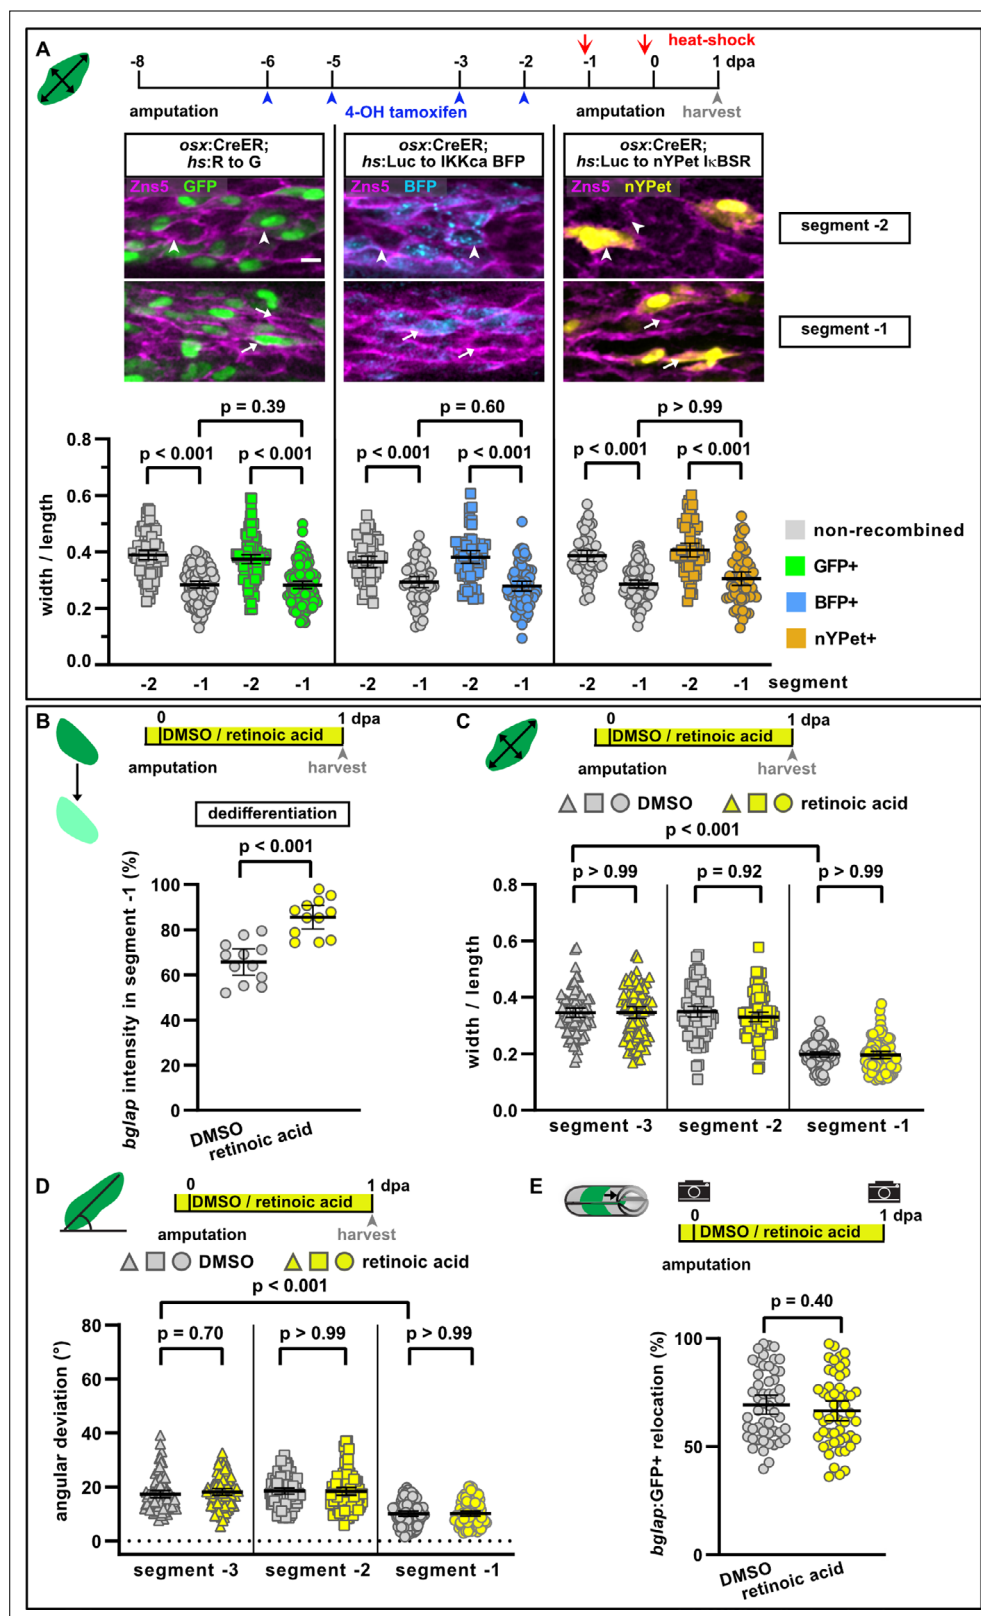 A
heat-shock
-8 -6 -5 -3 -2 -1 0 1 dpa
amputation 4-OH tamoxifen amputation harvest
osx:CreER; osx:CreER; osx:CreER;
hs:R to G hs:Luc to IKKca BFP hs:Luc to nYPet IκBSR
Zns5 GFP Zns5 BFP Zns5 nYPet
segment -2
segment -1
p = 0.39 p = 0.60 p > 0.99
p < 0.001 p < 0.001 p < 0.001 p < 0.001 p < 0.001 p < 0.001
width / length
0.8
0.6
0.4
0.2
0.0
non-recombined
GFP+
BFP+
nYPet+
-2 -1 -2 -1 -2 -1 -2 -1 -2 -1 -2 -1 segment
B
0 1 dpa
DMSO / retinoic acid
amputation harvest
dedifferentiation
p < 0.001
bglap intensity in segment -1 (%)
100
80
60
40
20
0
DMSO
retinoic acid
C
0 1 dpa
DMSO / retinoic acid
amputation harvest
DMSO retinoic acid
p < 0.001
p > 0.99 p = 0.92 p > 0.99
width / length
0.8
0.6
0.4
0.2
0.0
segment -3 segment -2 segment -1
D
0 1 dpa
DMSO / retinoic acid
amputation harvest
DMSO retinoic acid
p < 0.001
p = 0.70 p > 0.99 p > 0.99
angular deviation (°)
80
60
40
20
0
segment -3 segment -2 segment -1
E
0 1 dpa
DMSO / retinoic acid
amputation
p = 0.40
bglap:GFP+ relocation (%)
100
50
0
DMSO
retinoic acid